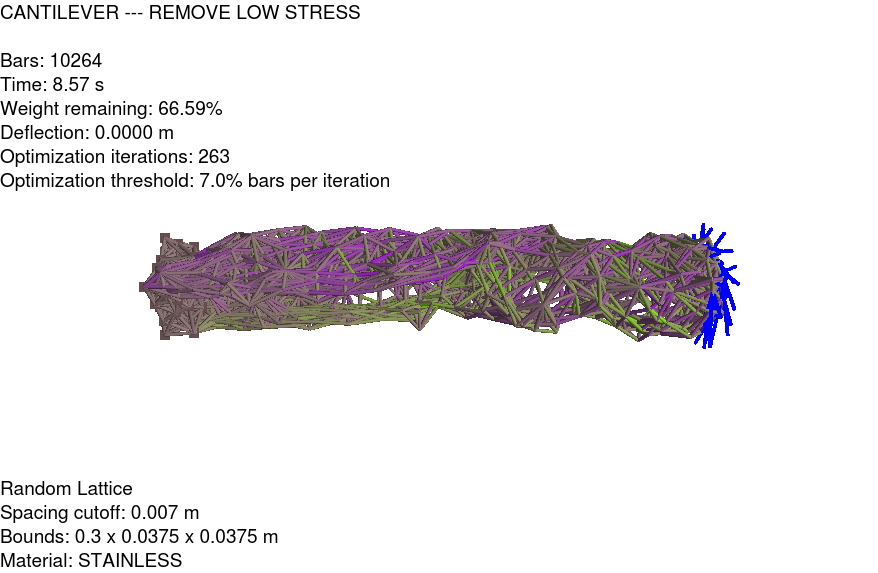 CANTILEVER --- REMOVE LOW STRESS
Bars: 10264
Time: 8.57 s
Weight remaining: 66.59%
Deflection: 0.0000 m
Optimization iterations: 263
Optimization threshold: 7.0% bars per iteration
Random Lattice
Spacing cutoff: 0.007 m
Bounds: 0.3 x 0.0375 x 0.0375 m
Material: STAINLESS